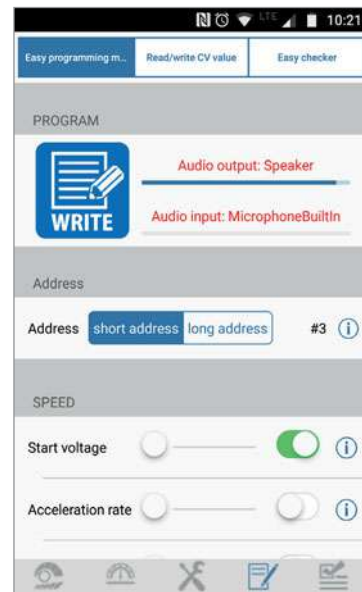 LTE 10:21
Easy programming m... Read/write CV value Easy checker
PROGRAM
Audio output: Speaker
WRITE Audio input: MicrophoneBuiltIn
Address
Address short address long address #3 i
SPEED
Start voltage i
Acceleration rate i